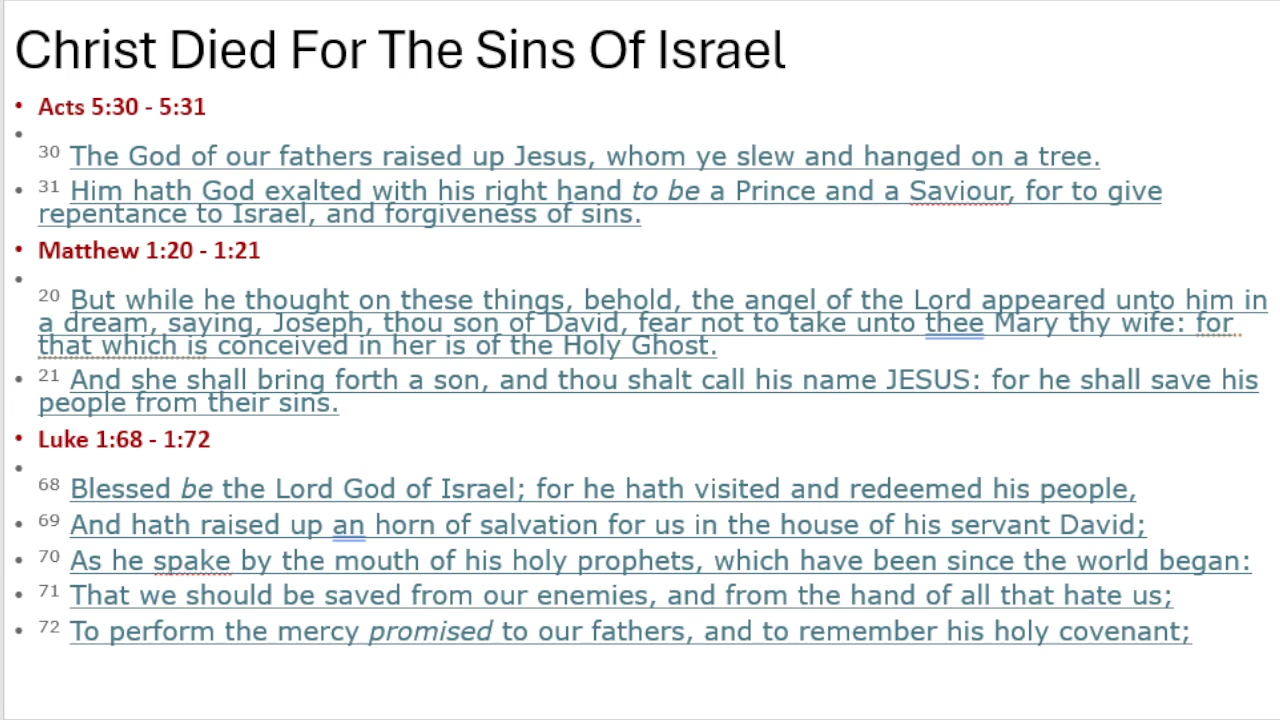 Christ Died For The Sins Of Israel
• Acts 5:30 - 5:31
•
30 The God of our fathers raised up Jesus, whom ye slew and hanged on a tree.
• 31 Him hath God exalted with his right hand to be a Prince and a Saviour, for to give
repentance to Israel, and forgiveness of sins.
• Matthew 1:20 - 1:21
•
20 But while he thought on these things, behold, the angel of the Lord appeared unto him in
a dream, saying, Joseph, thou son of David, fear not to take unto thee Mary thy wife: for
that which is conceived in her is of the Holy Ghost.
• 21 And she shall bring forth a son, and thou shalt call his name JESUS: for he shall save his
people from their sins.
• Luke 1:68 - 1:72
•
68 Blessed be the Lord God of Israel; for he hath visited and redeemed his people,
• 69 And hath raised up an horn of salvation for us in the house of his servant David;
• 70 As he spake by the mouth of his holy prophets, which have been since the world began:
• 71 That we should be saved from our enemies, and from the hand of all that hate us;
• 72 To perform the mercy promised to our fathers, and to remember his holy covenant;